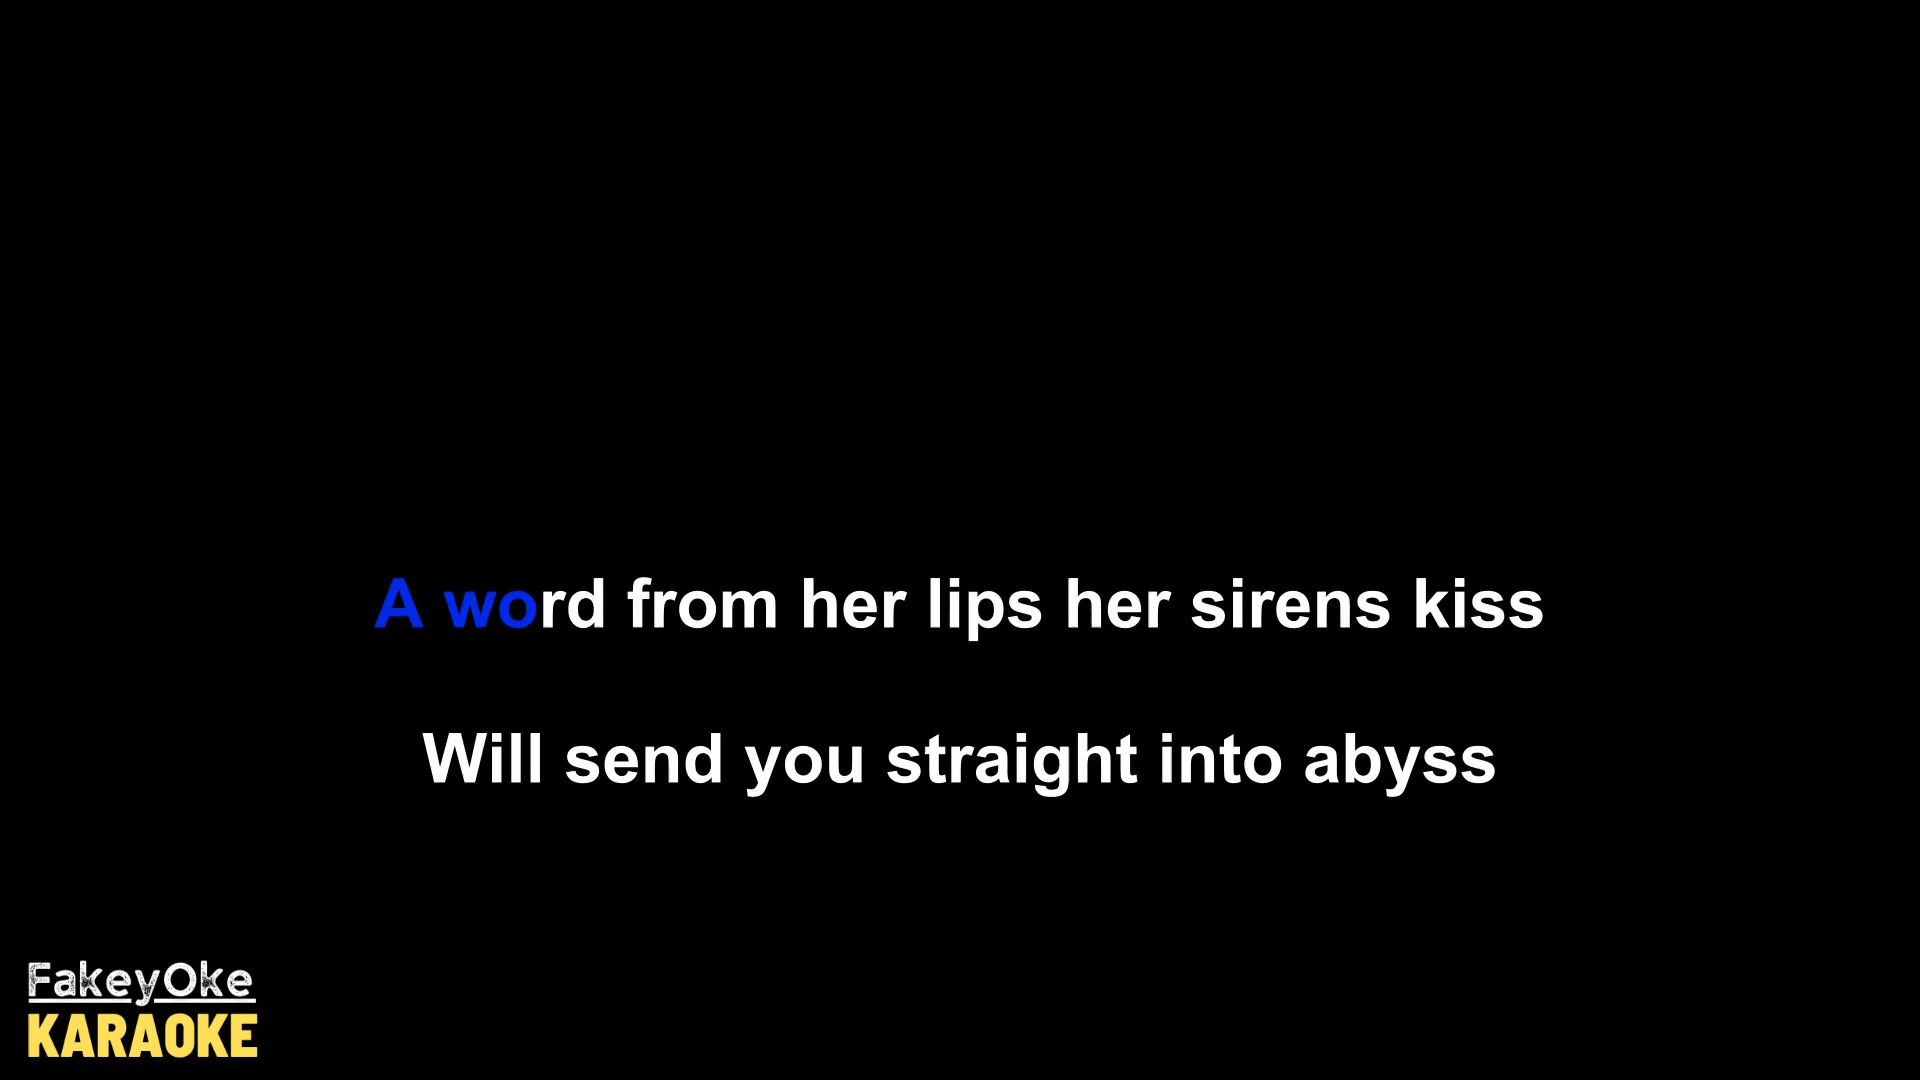 A word from her lips her sirens kiss
Will send you straight into abyss
FakeyOke
KARAOKE